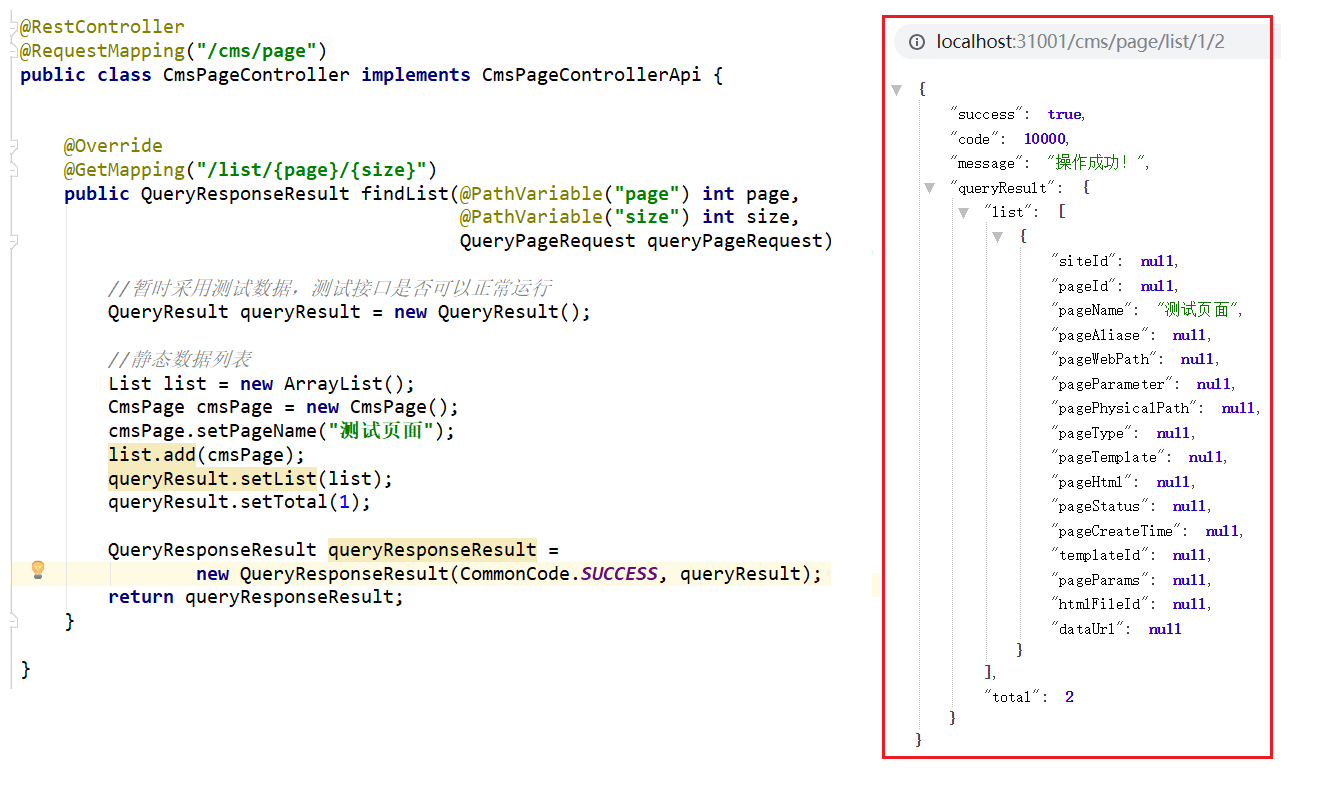 @RestController
@RequestMapping("/cms/page")
public class CmsPageController implements CmsPageControllerApi {
@Override
@GetMapping("/list/{page}/{size}")
public QueryResponseResult findList(@PathVariable("page") int page,
@PathVariable("size") int size,
QueryPageRequest queryPageRequest)
//暂时采用测试数据，测试接口是否可以正常运行
QueryResult queryResult = new QueryResult();
//静态数据列表
List list = new ArrayList();
CmsPage cmsPage = new CmsPage();
cmsPage.setPageName("测试页面");
list.add(cmsPage);
queryResult.setList(list);
queryResult.setTotal(1);
QueryResponseResult queryResponseResult =
new QueryResponseResult(CommonCode.SUCCESS, queryResult);
return queryResponseResult;
}
}
localhost:31001/cms/page/list/1/2
{
"success": true,
"code": 10000,
"message": "操作成功！",
"queryResult": {
"list": [
{
"siteId": null,
"pageId": null,
"pageName": "测试页面",
"pageAliase": null,
"pageWebPath": null,
"pageParameter": null,
"pagePhysicalPath": null,
"pageType": null,
"pageTemplate": null,
"pageHtml": null,
"pageStatus": null,
"pageCreateTime": null,
"templateId": null,
"pageParams": null,
"htmlFileId": null,
"dataUrl": null
}
],
"total": 2
}
}